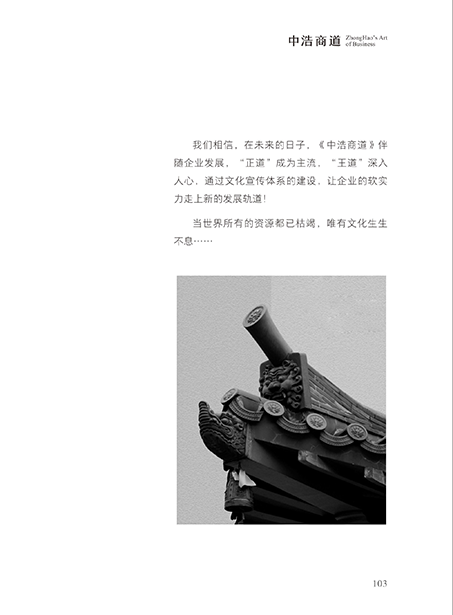 中浩商道 ZhongHao's Art
of Business
我们相信，在未来的日子，《中浩商道》伴
随企业发展，“正道”成为主流，“王道”深入
人心，通过文化宣传体系的建设，让企业的软实
力走上新的发展轨道！
当世界所有的资源都已枯竭，唯有文化生生
不息……
103